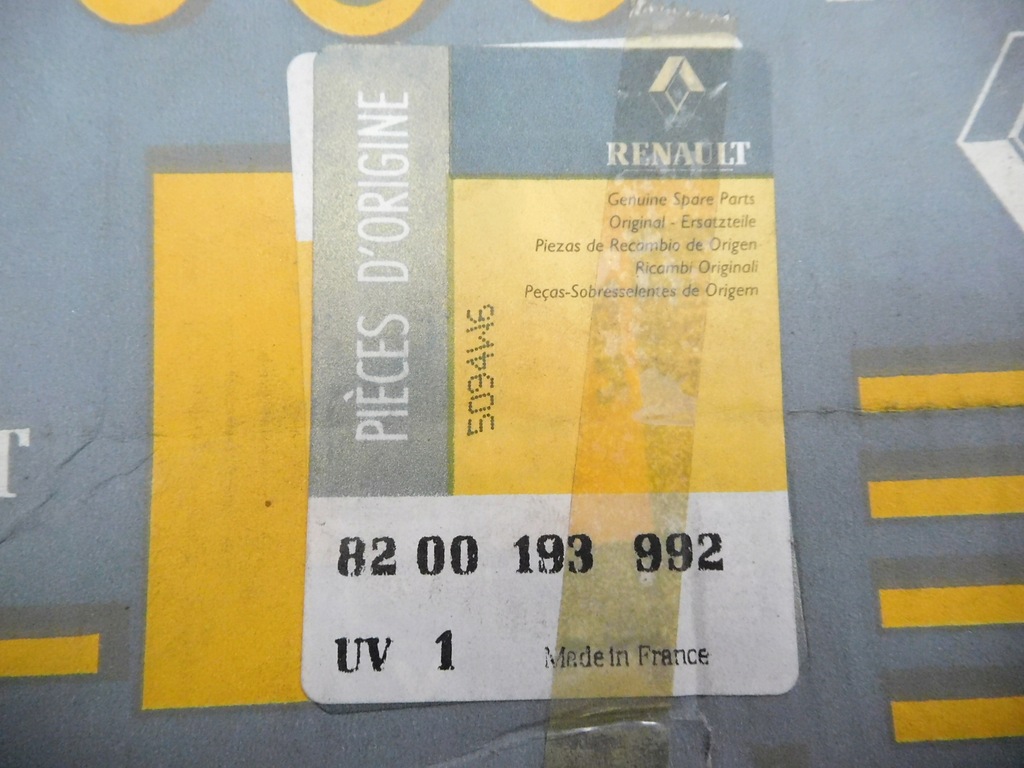 PIÈCES D'ORIGINE
RENAULT
Genuine Spare Parts
Original - Ersatzteile
Piezas de Recambio de Origen
Ricambi Originali
Peças-Sobresselentes de Origem
82 00 193 992
UV 1
Made in France
T